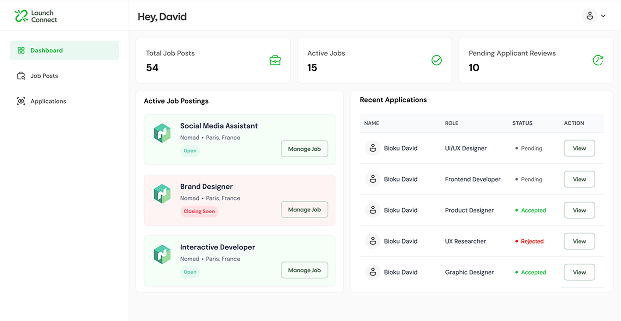 Launch
Connect
Hey, David
Dashboard
Job Posts
Applications
Total Job Posts
54
Active Jobs
15
Pending Applicant Reviews
10
Active Job Postings
Social Media Assistant
Nomad • Paris, France
Open
Manage Job
Brand Designer
Nomad • Paris, France
Closing Soon
Manage Job
Interactive Developer
Nomad • Paris, France
Open
Manage Job
Recent Applications
NAME ROLE STATUS ACTION
Bioku David UI/UX Designer • Pending View
Bioku David Frontend Developer • Pending View
Bioku David Product Designer • Accepted View
Bioku David UX Researcher • Rejected View
Bioku David Graphic Designer • Accepted View